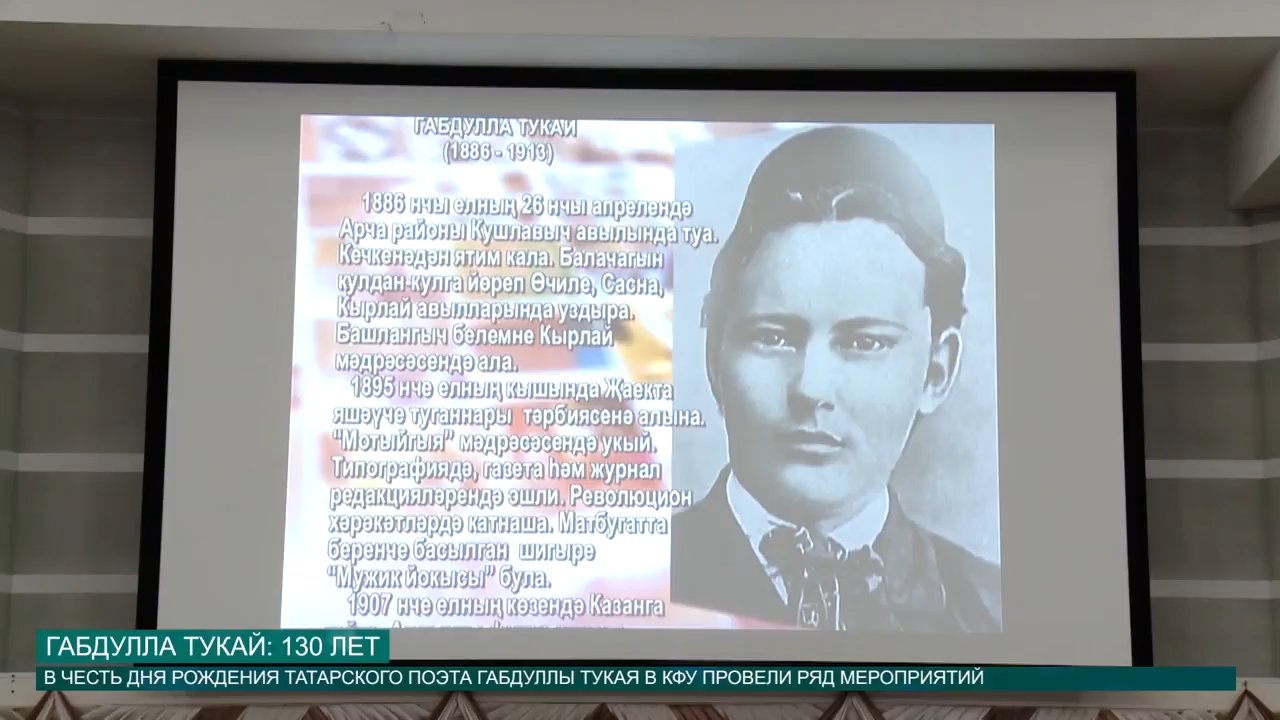 ГАБДУЛЛА ТУКАЙ
(1886 - 1913)
1886 нчы елның 26 нчы апрелендә
Арча районы Кушлавыч авылында туа.
Кечкенәдән ятим кала. Балачагын
кулдан-кулга йөреп Өчиле, Сасна,
Кырлай авылларында уздыра.
Башлангыч белемне Кырлай
мәдрәсәсендә ала.
1895 нче елның кышында Җаекта
яшәүче туганнары тәрбиясенә алына.
"Мотыйгыя" мәдрәсәсендә укый.
Типографиядә, газета һәм журнал
редакцияләрендә эшли. Революцион
хәрәкәтләрдә катнаша. Матбугатта
беренче басылган шигыре
"Мужик йокысы" була.
1907 нче елның көзендә Казанга
ГАБДУЛЛА ТУКАЙ: 130 ЛЕТ
В ЧЕСТЬ ДНЯ РОЖДЕНИЯ ТАТАРСКОГО ПОЭТА ГАБДУЛЛЫ ТУКАЯ В КФУ ПРОВЕЛИ РЯД МЕРОПРИЯТИЙ